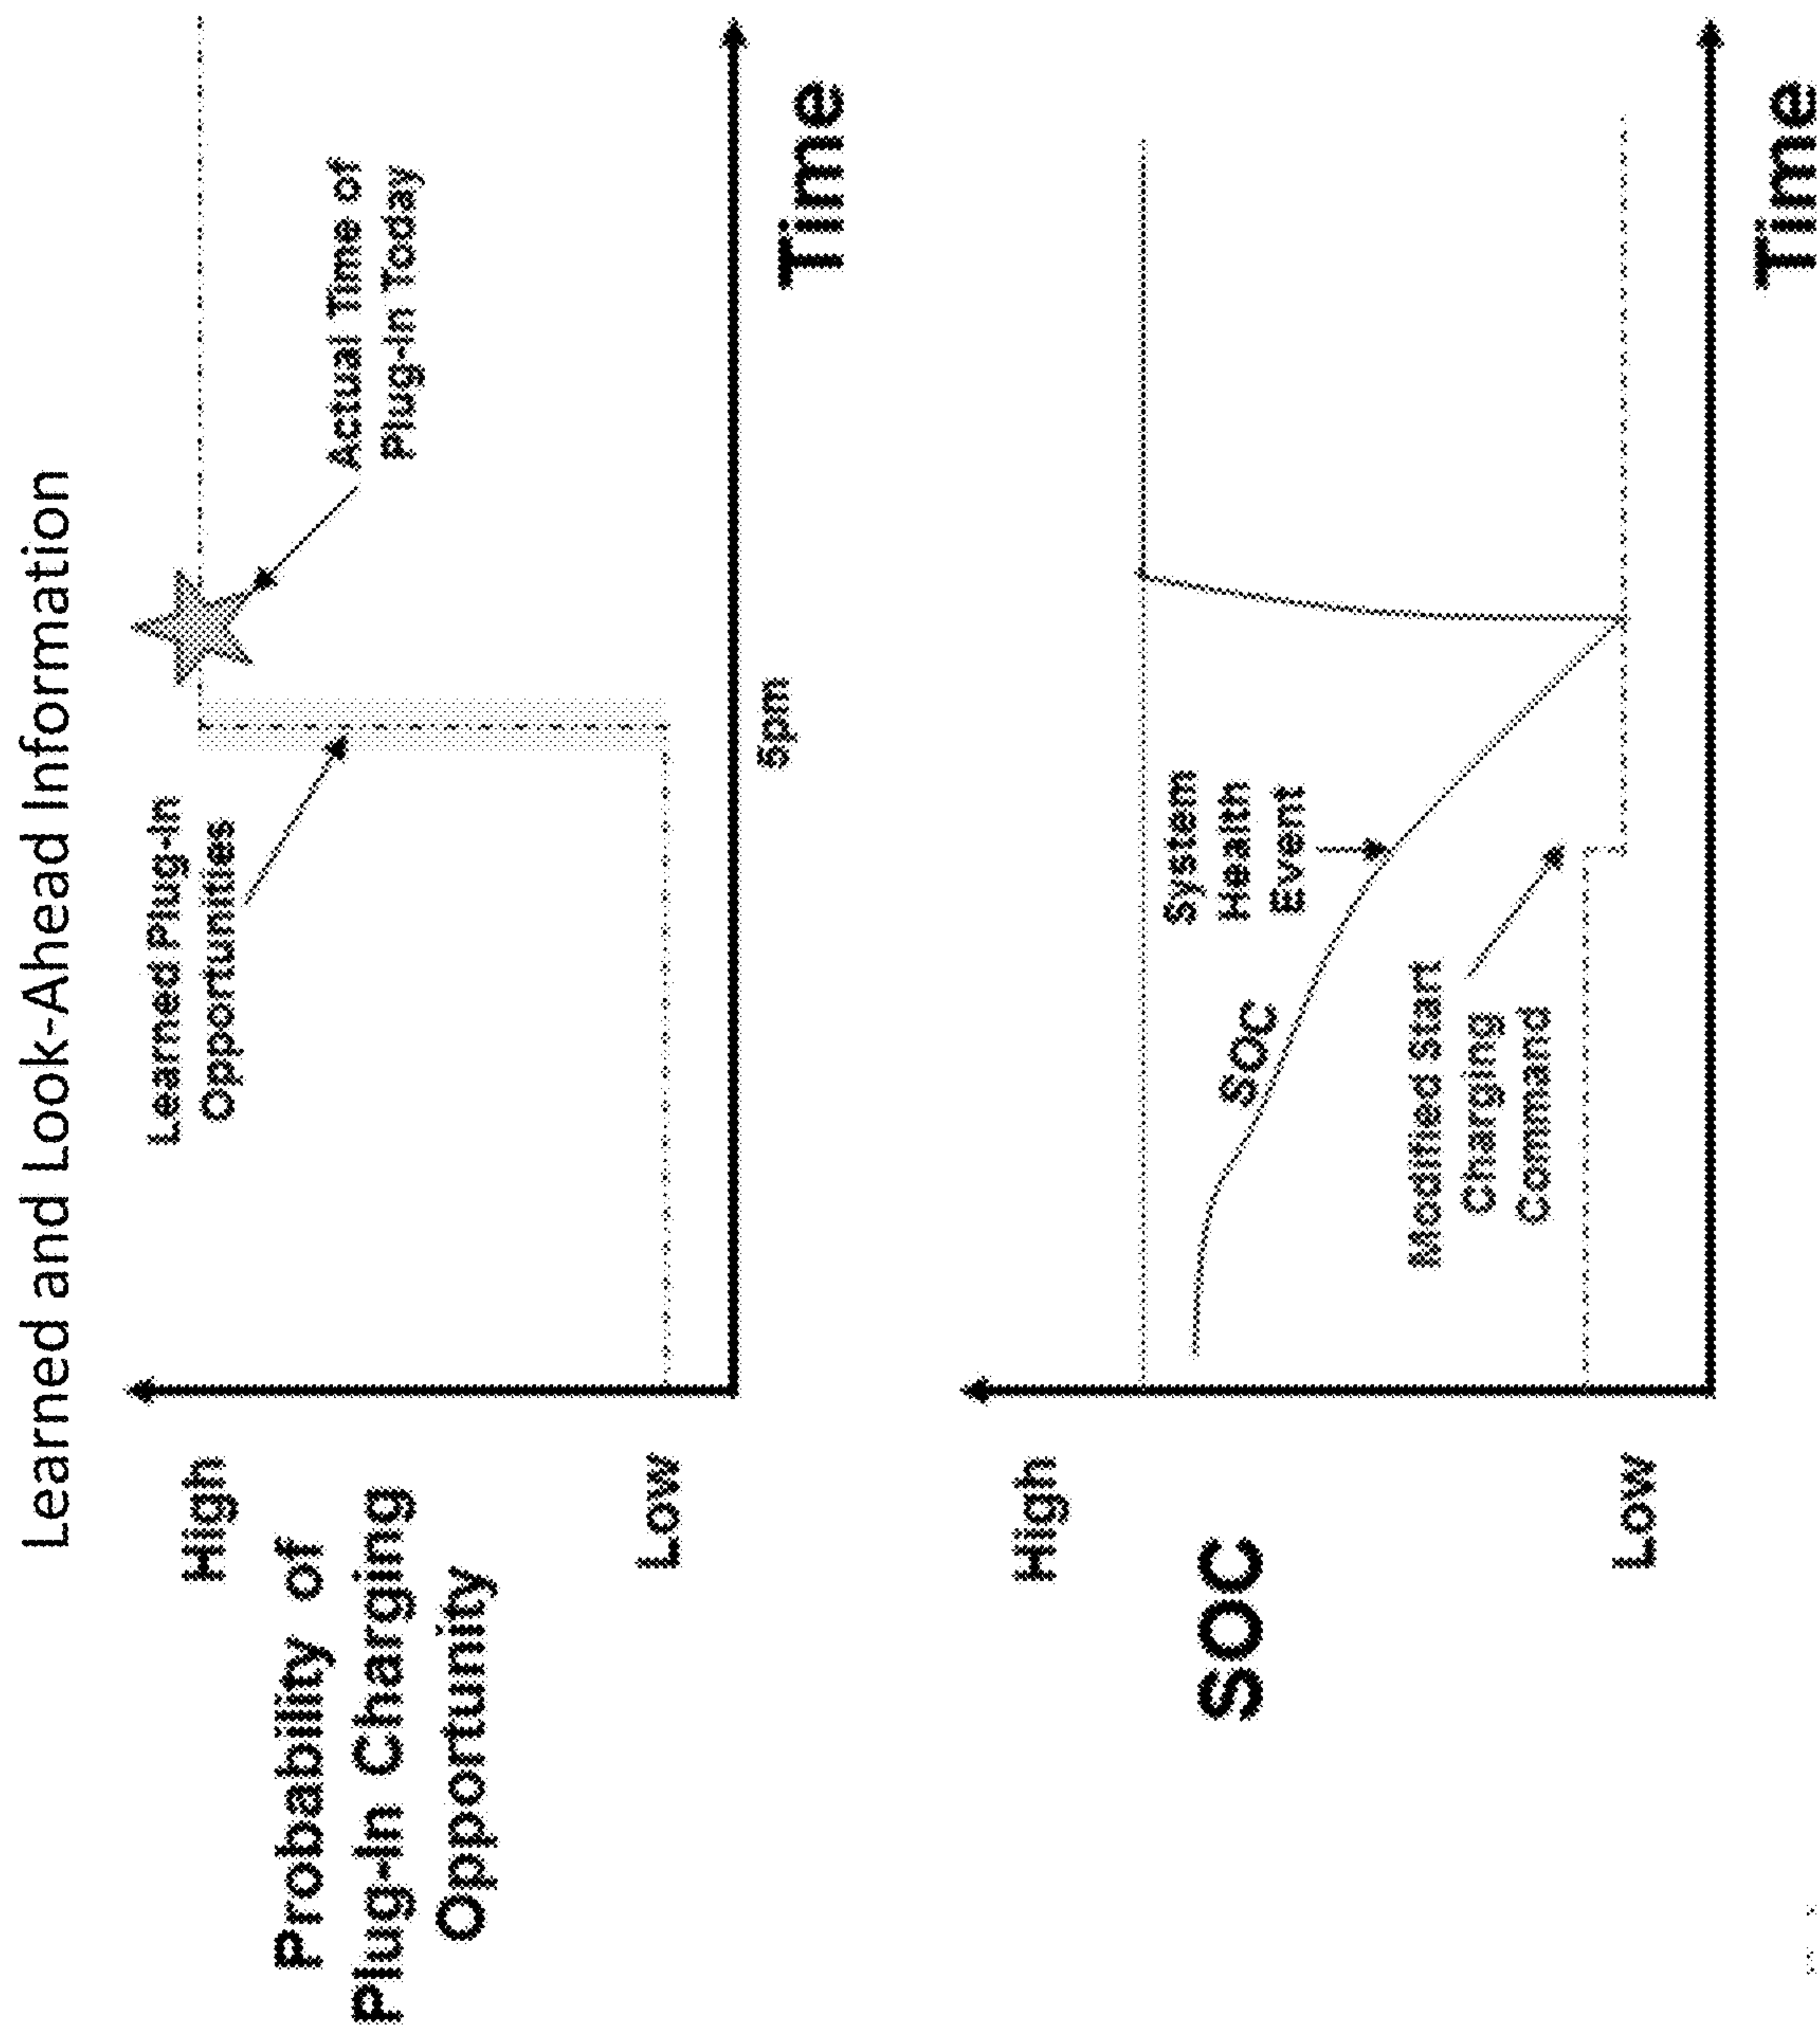 Learned and Look-Ahead Information
High
Probability of
Plug-In Charging
Opportunity
Low
Learned Plug-In
Opportunities
Actual Time of
Plug-In Today
5pm
Time
High
SOC
Low
SOC
System
Health
Event
Modified Start
Charging
Command
Time